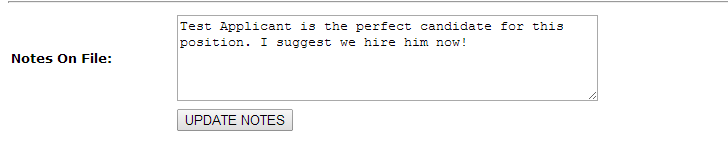 Test Applicant is the perfect candidate for this
position. I suggest we hire him now!
Notes On File:
UPDATE NOTES